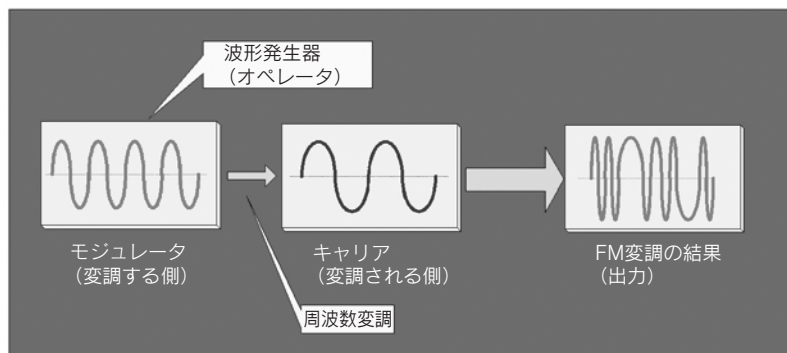 波形発生器
（オペレータ）
モジュレータ
（変調する側）
キャリア
（変調される側）
FM変調の結果
（出力）
周波数変調